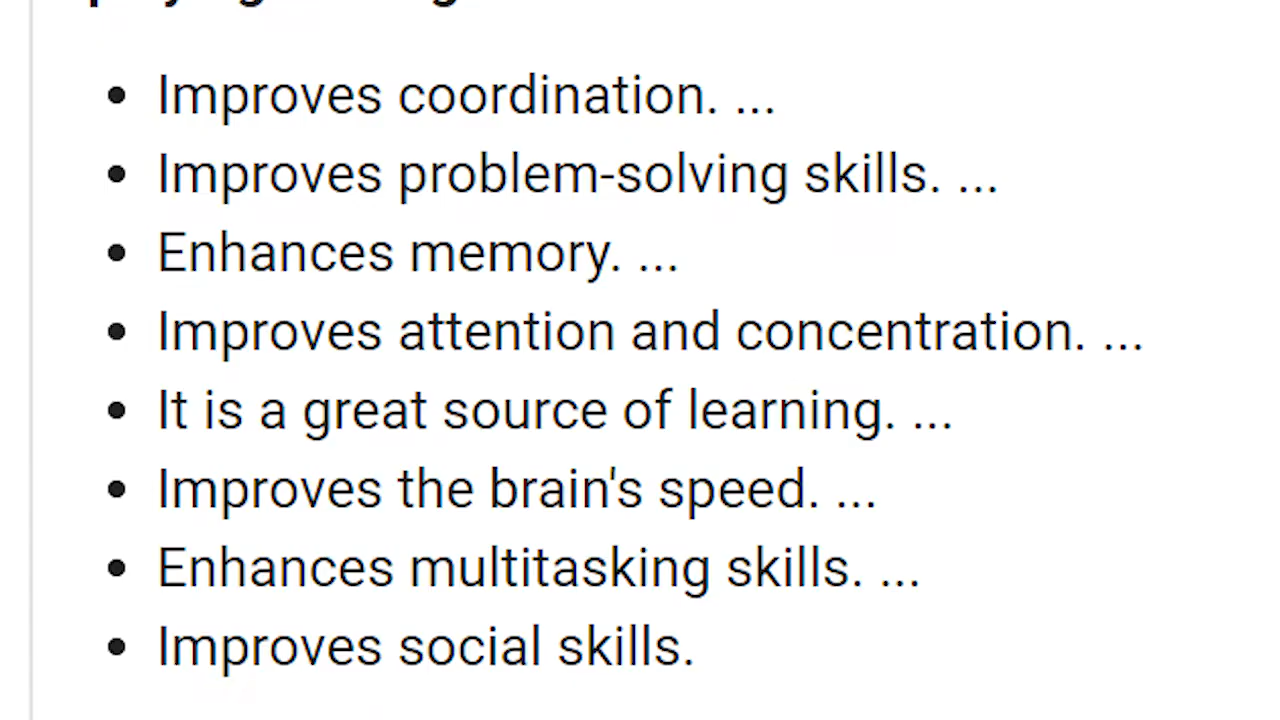 Improves coordination. ...
Improves problem-solving skills. ...
Enhances memory. ...
Improves attention and concentration. ...
It is a great source of learning. ...
Improves the brain's speed. ...
Enhances multitasking skills. ...
Improves social skills.